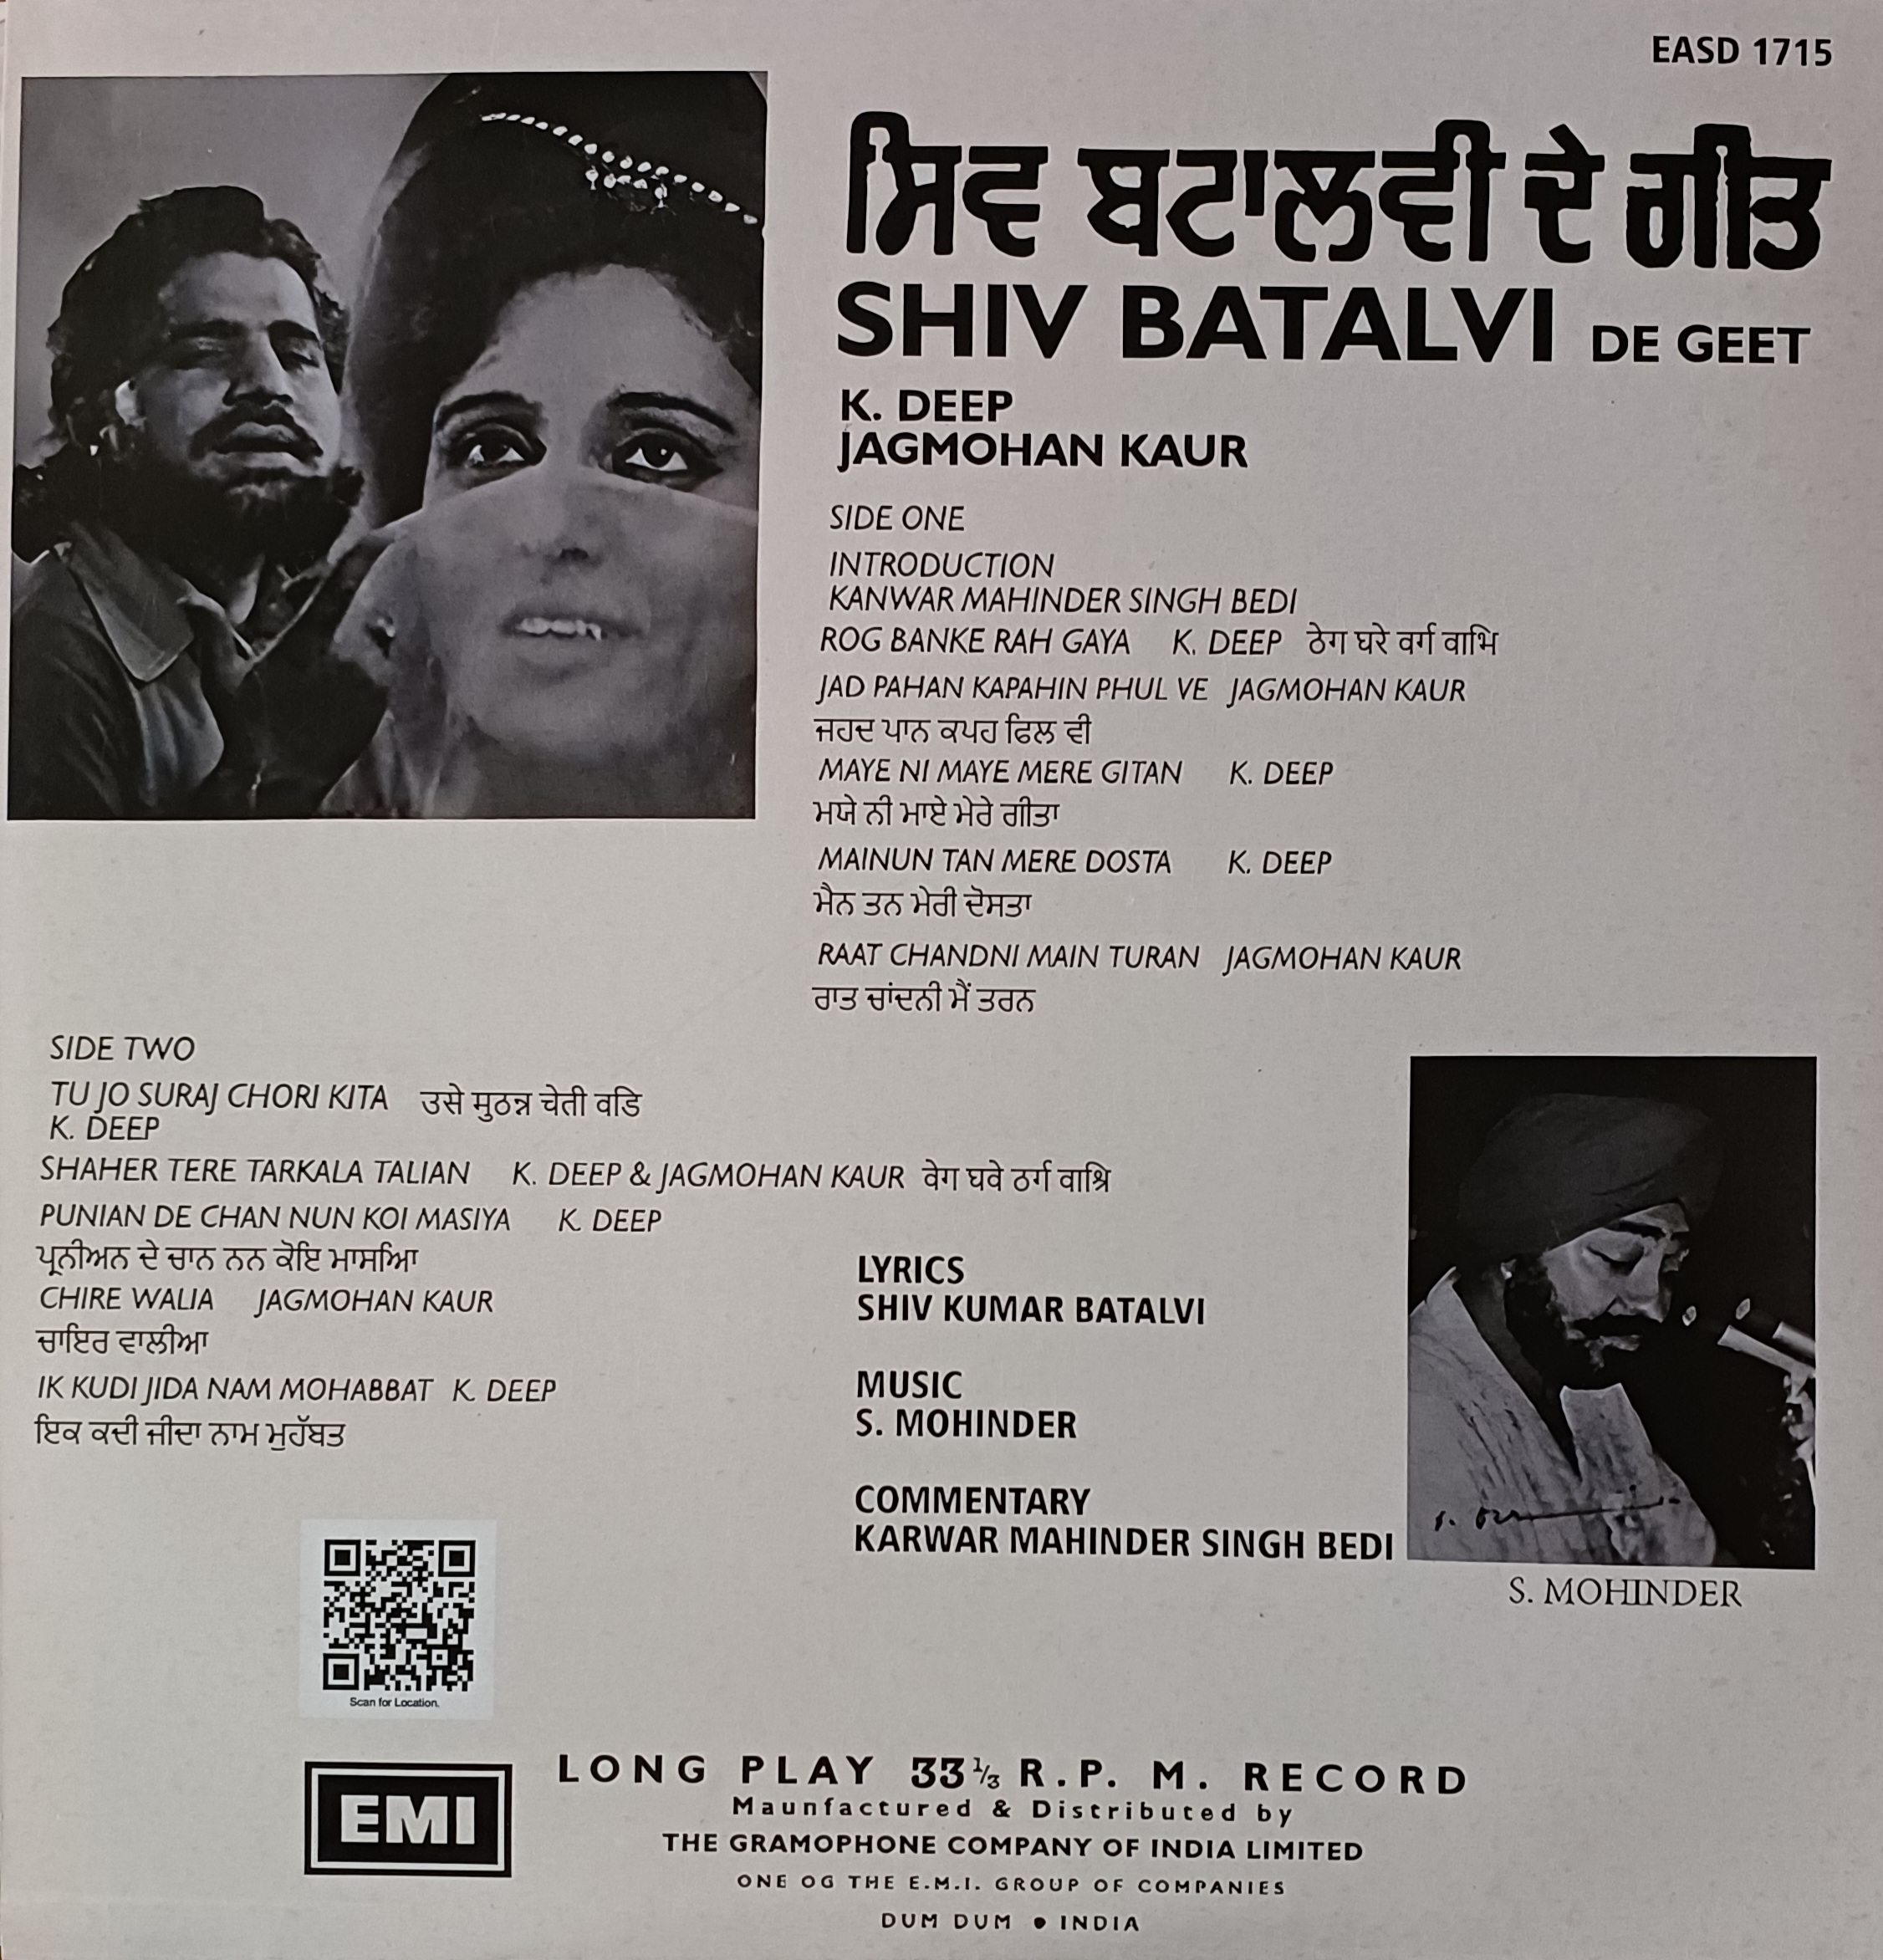 EASD 1715
ਸਿਵ ਬਟਾਲਵੀ ਦੇ ਗੀਤ
SHIV BATALVI DE GEET
K. DEEP
JAGMOHAN KAUR
SIDE ONE
INTRODUCTION
KANWAR MAHINDER SINGH BEDI
ROG BANKE RAH GAYA K. DEEP ਠੇਗ ਘਰੇ ਵਰਗ ਵਾਭਿ
JAD PAHAN KAPAHIN PHUL VE JAGMOHAN KAUR
ਜਹਦ ਪਾਨ ਕਪਹ ਫਿਲ ਵੀ
MAYE NI MAYE MERE GITAN K. DEEP
ਮਯੇ ਨੀ ਮਾਏ ਮੇਰੇ ਗੀਤਾ
MAINUN TAN MERE DOSTA K. DEEP
ਮੈਨ ਤਨ ਮੇਰੀ ਦੋਸਤਾ
RAAT CHANDNI MAIN TURAN JAGMOHAN KAUR
ਰਾਤ ਚਾਂਦਨੀ ਮੈਂ ਤਰਨ
SIDE TWO
TU JO SURAJ CHORI KITA
K. DEEP
SHAHER TERE TARKALA TALIAN K. DEEP & JAGMOHAN KAUR
PUNIAN DE CHAN NUN KOI MASIYA K. DEEP
ਪ੍ਰਨੀਅਨ ਦੇ ਚਾਨ ਨਨ ਕੋਇ ਮਾਸਆਿ
CHIRE WALIA JAGMOHAN KAUR
ਚਾਇਰ ਵਾਲੀਆ
IK KUDI JIDA NAM MOHABBAT K. DEEP
ਇਕ ਕਦੀ ਜੀਦਾ ਨਾਮ ਮੁਹੱਬਤ
LYRICS
SHIV KUMAR BATALVI
MUSIC
S. MOHINDER
COMMENTARY
KARWAR MAHINDER SINGH BEDI
S. MOHINDER
Scan for Location.
EMI
LONG PLAY 33⅓ R.P. M. RECORD
Maunfactured & Distributed by
THE GRAMOPHONE COMPANY OF INDIA LIMITED
ONE OG THE E.M.I. GROUP OF COMPANIES
DUM DUM ● INDIA